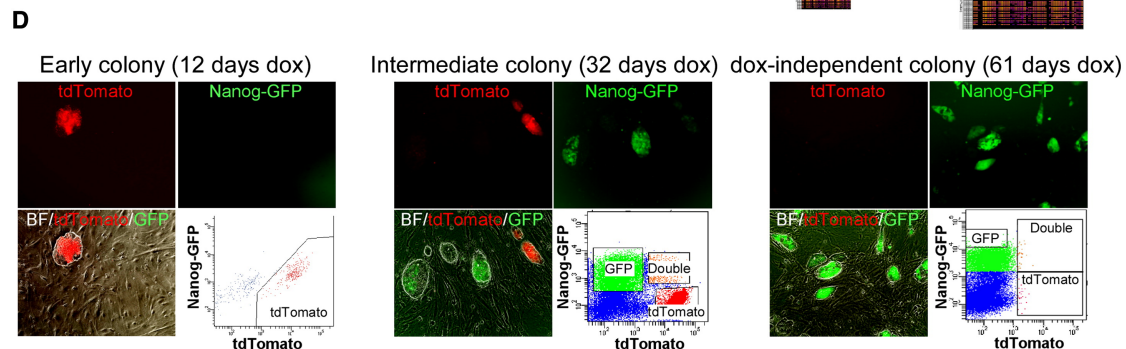 D
Early colony (12 days dox)
Intermediate colony (32 days dox)
dox-independent colony (61 days dox)
tdTomato
Nanog-GFP
tdTomato
Nanog-GFP
tdTomato
Nanog-GFP
BF/tdTomato/GFP
Nanog-GFP
tdTomato
tdTomato
BF/tdTomato/GFP
Nanog-GFP
GFP
Double
tdTomato
tdTomato
BF/tdTomato/GFP
Nanog-GFP
GFP
Double
tdTomato
tdTomato